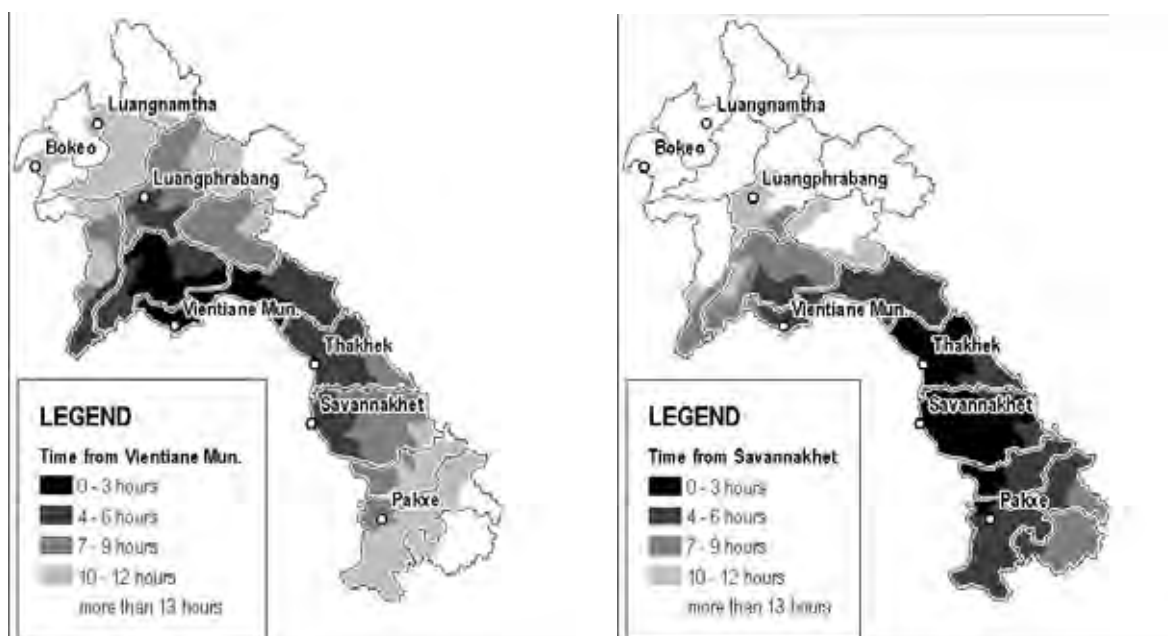 Luangnamtha
Bokeo
Luangphrabang
Vientiane Mun.
Thakhek
Savannakhet
Pakxe
LEGEND
Time from Vientiane Mun.
0 - 3 hours
4 - 6 hours
7 - 9 hours
10 - 12 hours
more than 13 hours
Luangnamtha
Bokeo
Luangphrabang
Vientiane Mun.
Thakhek
Savannakhet
Pakxe
LEGEND
Time from Savannakhet
0 - 3 hours
4 - 6 hours
7 - 9 hours
10 - 12 hours
more than 13 hours